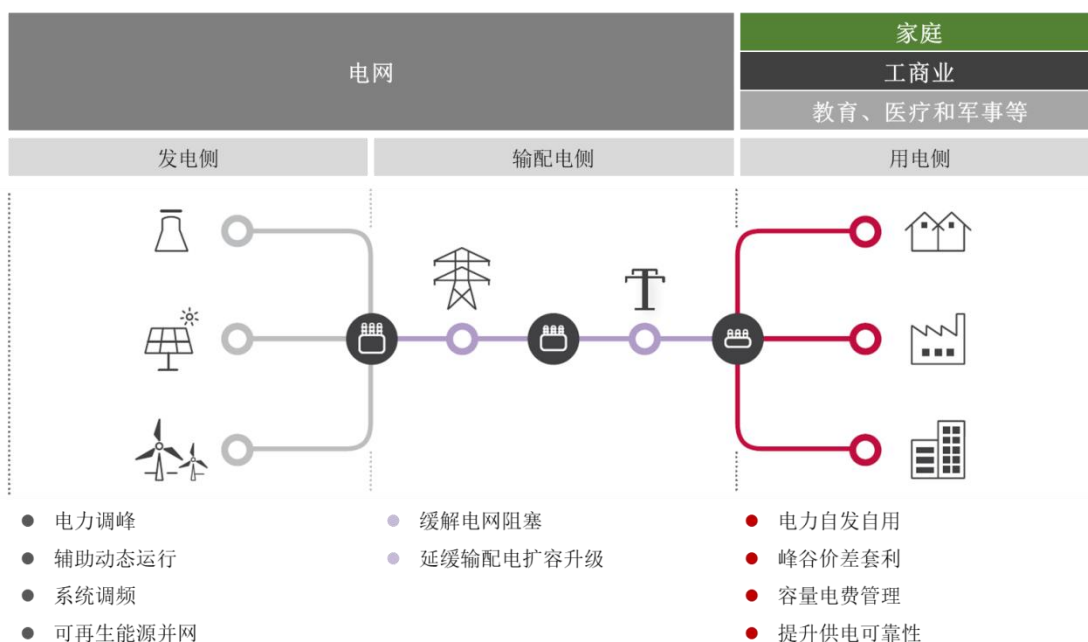 电网
家庭
工商业
教育、医疗和军事等
发电侧
输配电侧
用电侧
电力调峰
辅助动态运行
系统调频
可再生能源并网
缓解电网阻塞
延缓输配电扩容升级
电力自发自用
峰谷价差套利
容量电费管理
提升供电可靠性